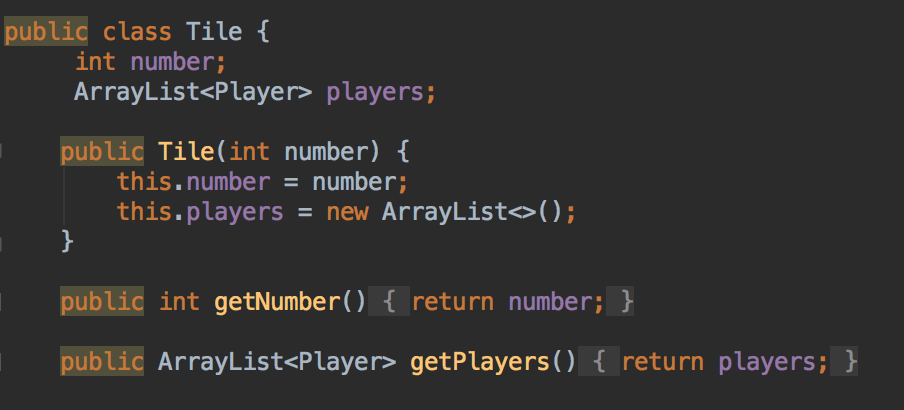 public class Tile {
int number;
ArrayList<Player> players;
public Tile(int number) {
this.number = number;
this.players = new ArrayList<>();
}
public int getNumber() { return number; }
public ArrayList<Player> getPlayers() { return players; }